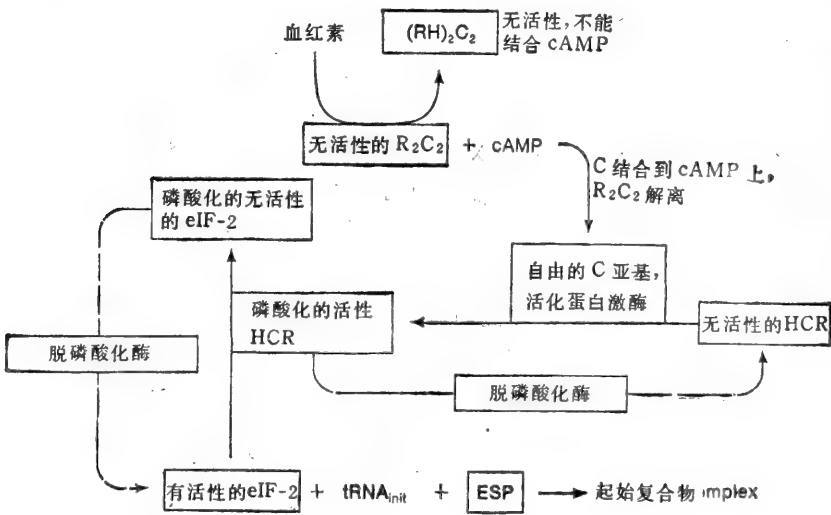 血红素
(RH)₂C₂
无活性,不能
结合 cAMP
无活性的 R₂C₂ + cAMP
C 结合到 cAMP 上,
R₂C₂ 解离
磷酸化的无活性
的 eIF-2
自由的 C 亚基,
活化蛋白激酶
磷酸化的活性
HCR
无活性的HCR
脱磷酸化酶
脱磷酸化酶
有活性的eIF-2 + tRNAinit + ESP 起始复合物 mplex